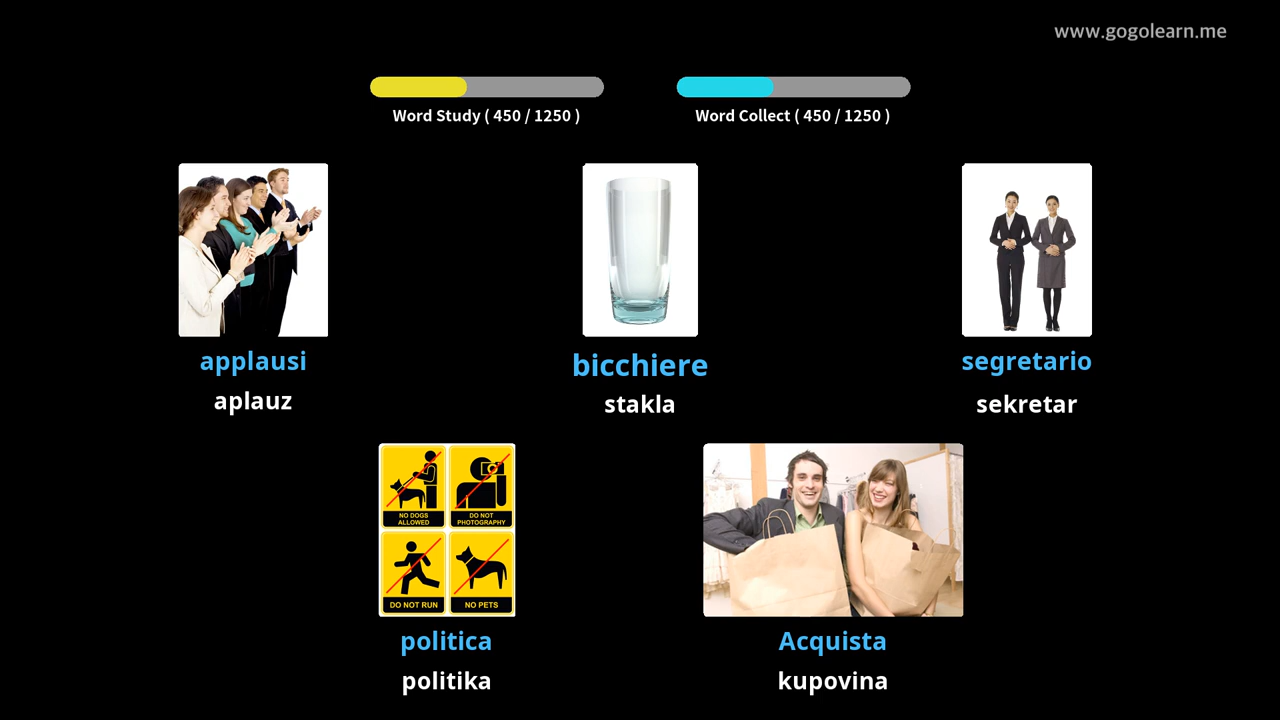 www.gogolearn.me
Word Study ( 450 / 1250 )
Word Collect ( 450 / 1250 )
applausi
aplauz
bicchiere
stakla
segretario
sekretar
NO DOGS
ALLOWED
DO NOT
PHOTOGRAPHY
DO NOT RUN
NO PETS
politica
politika
Acquista
kupovina